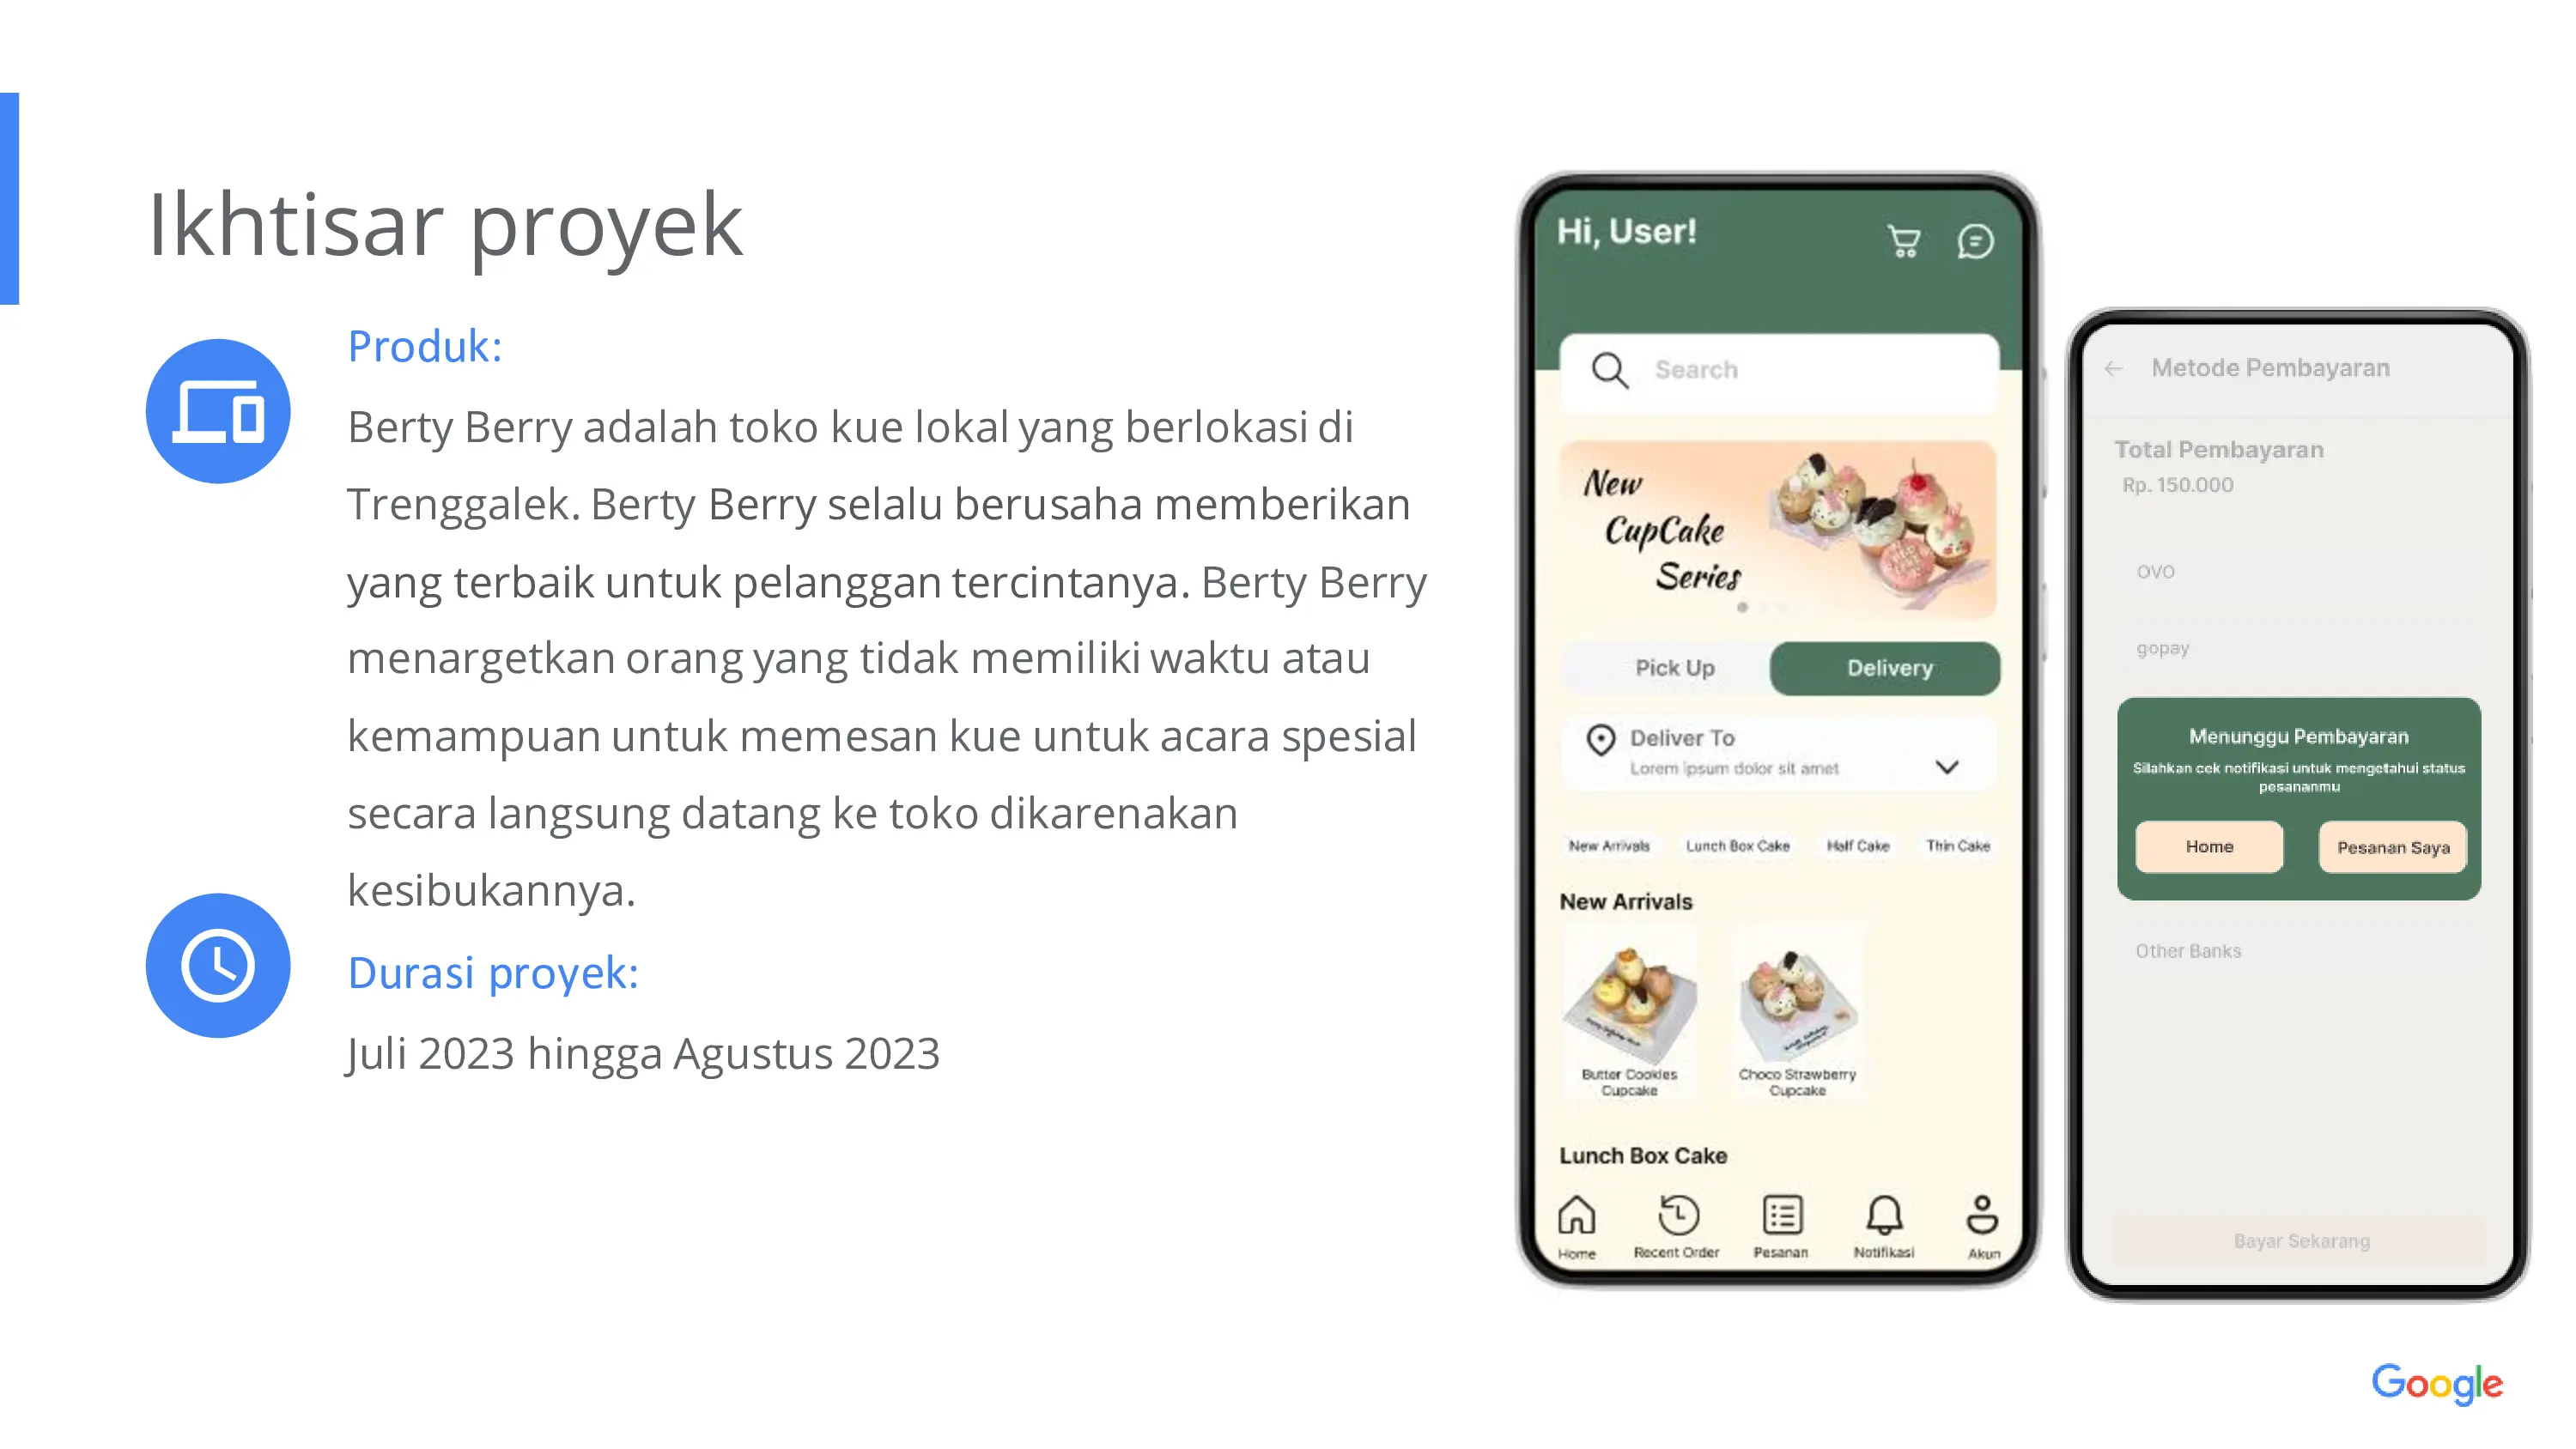 Ikhtisar proyek
Produk:
Berty Berry adalah toko kue lokal yang berlokasi di
Trenggalek. Berty Berry selalu berusaha memberikan
yang terbaik untuk pelanggan tercintanya. Berty Berry
menargetkan orang yang tidak memiliki waktu atau
kemampuan untuk memesan kue untuk acara spesial
secara langsung datang ke toko dikarenakan
kesibukannya.
Durasi proyek:
Juli 2023 hingga Agustus 2023
Hi, User!
Search
New
CupCake
Series
Pick Up
Delivery
Deliver To
Lorem ipsum dolor sit amet
New Arrivals
Lunch Box Cake
Half Cake
Thin Cake
New Arrivals
Butter Cookies
Cupcake
Choco Strawberry
Cupcake
Lunch Box Cake
Home
Recent Order
Pesanan
Notifikasi
Akun
Metode Pembayaran
Total Pembayaran
Rp. 150.000
OVO
gopay
Menunggu Pembayaran
Silahkan cek notifikasi untuk mengetahui status
pesananmu
Home
Pesanan Saya
Other Banks
Bayar Sekarang
Google